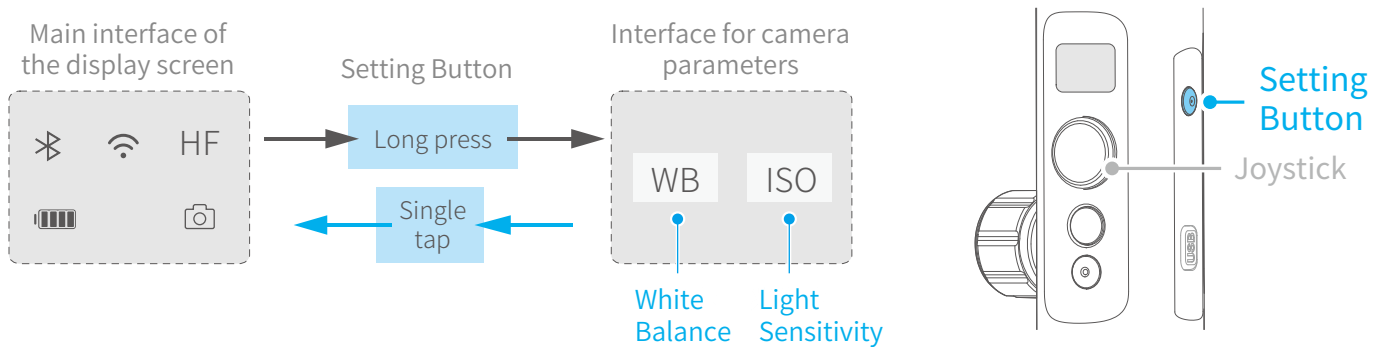 Main interface of
the display screen
HF
Setting Button
Long press
Single
tap
Interface for camera
parameters
WB
ISO
White
Balance
Light
Sensitivity
Setting
Button
Joystick
USB